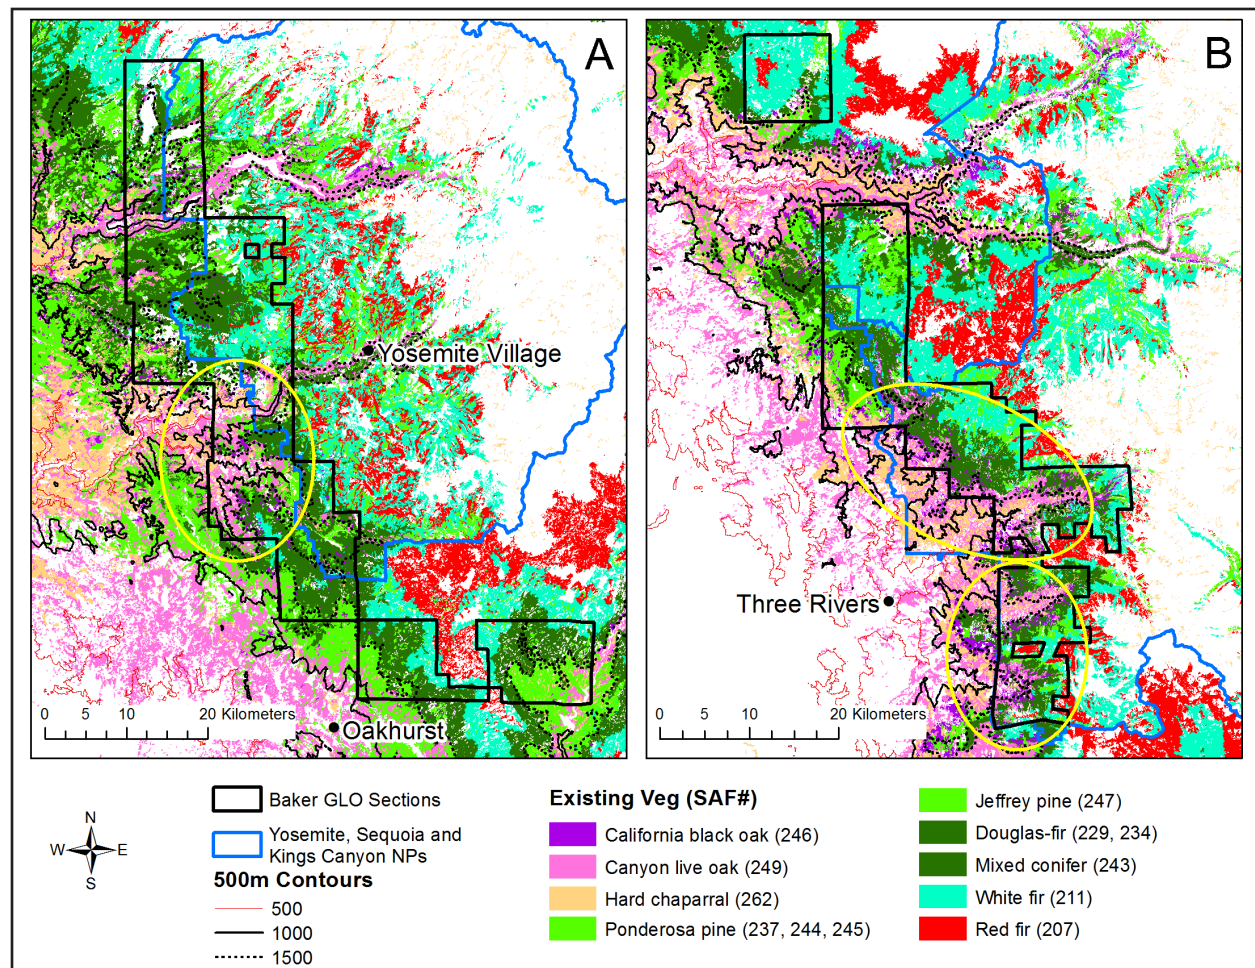 A
B
Yosemite Village
Three Rivers
0 5 10 20 Kilometers
Oakhurst
0 5 10 20 Kilometers
N
W E
S
Baker GLO Sections
Yosemite, Sequoia and
Kings Canyon NPs
500m Contours
500
1000
1500
Existing Veg (SAF#)
California black oak (246)
Canyon live oak (249)
Hard chaparral (262)
Ponderosa pine (237, 244, 245)
Jeffrey pine (247)
Douglas-fir (229, 234)
Mixed conifer (243)
White fir (211)
Red fir (207)